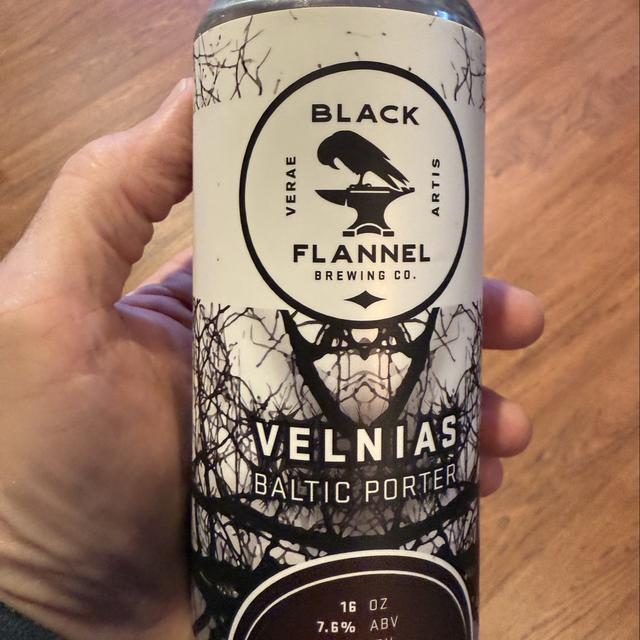 BLACK
VERAE
ARTIS
FLANNEL
BREWING CO.
VELNIAS
BALTIC PORTER
16 OZ
7.6% ABV